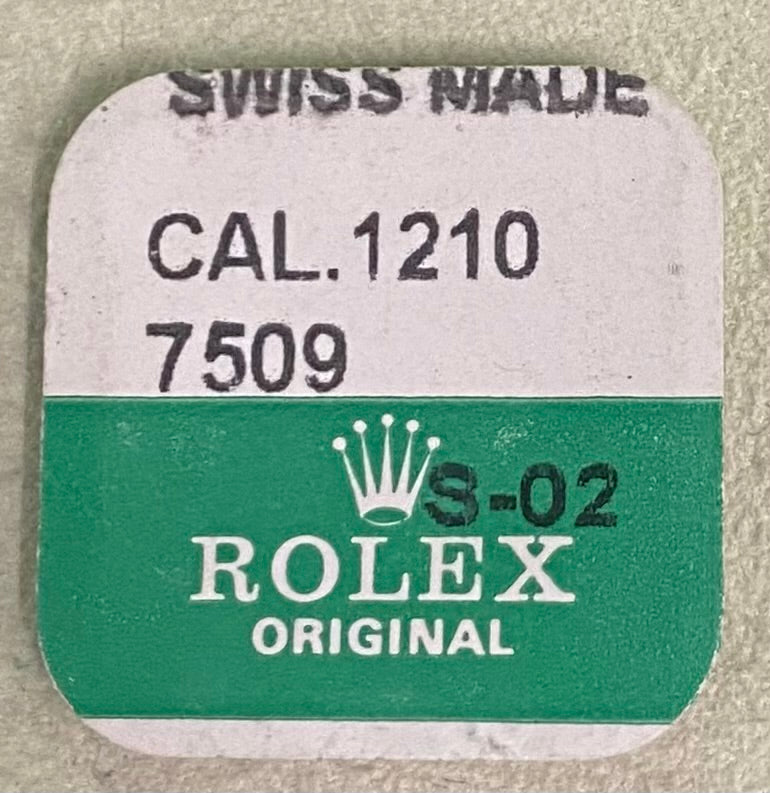 SWISS MADE
CAL.1210
7509
S-02
ROLEX
ORIGINAL